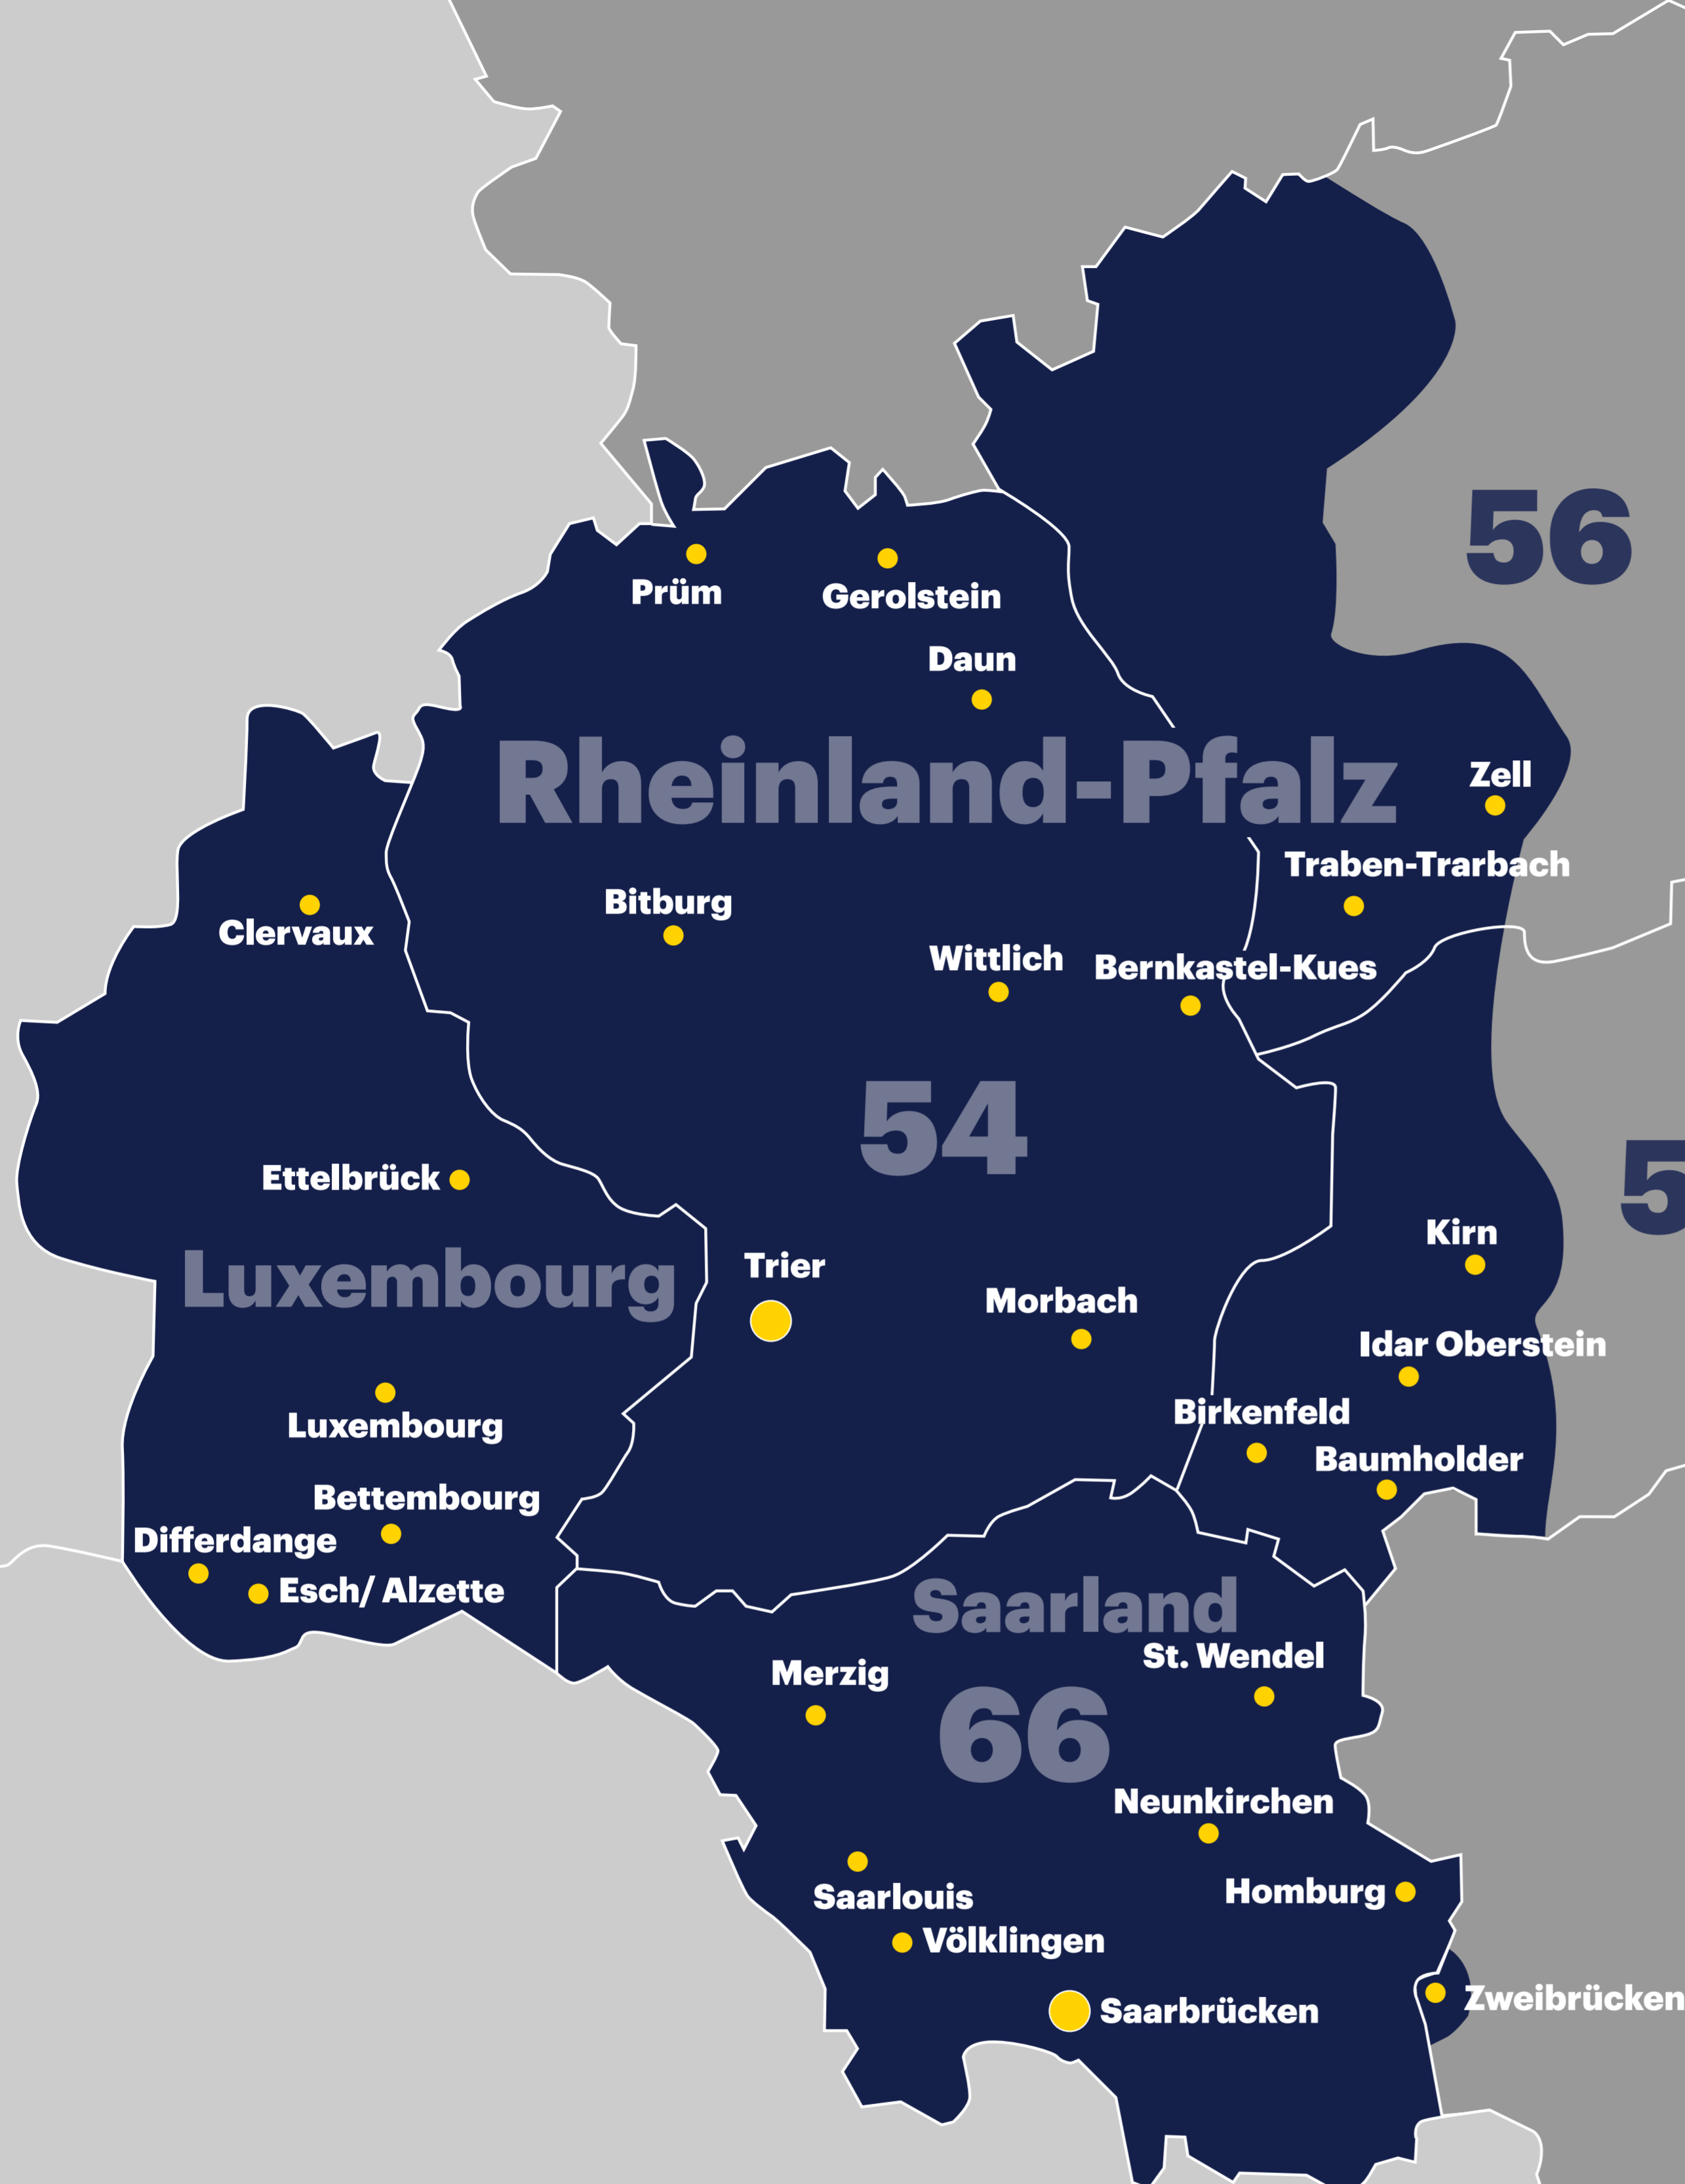 56
Prüm
Gerolstein
Daun
Rheinland-Pfalz
Zell
Traben-Trarbach
Bitburg
Clervaux
Wittlich
Bernkastel-Kues
54
5
Ettelbrück
Kirn
Luxembourg
Trier
Morbach
Idar Oberstein
Birkenfeld
Luxembourg
Baumholder
Bettembourg
Differdange
Esch/ Alzette
Saarland
St. Wendel
Merzig
66
Neunkirchen
Homburg
Saarlouis
Völklingen
Zweibrücken
Saarbrücken